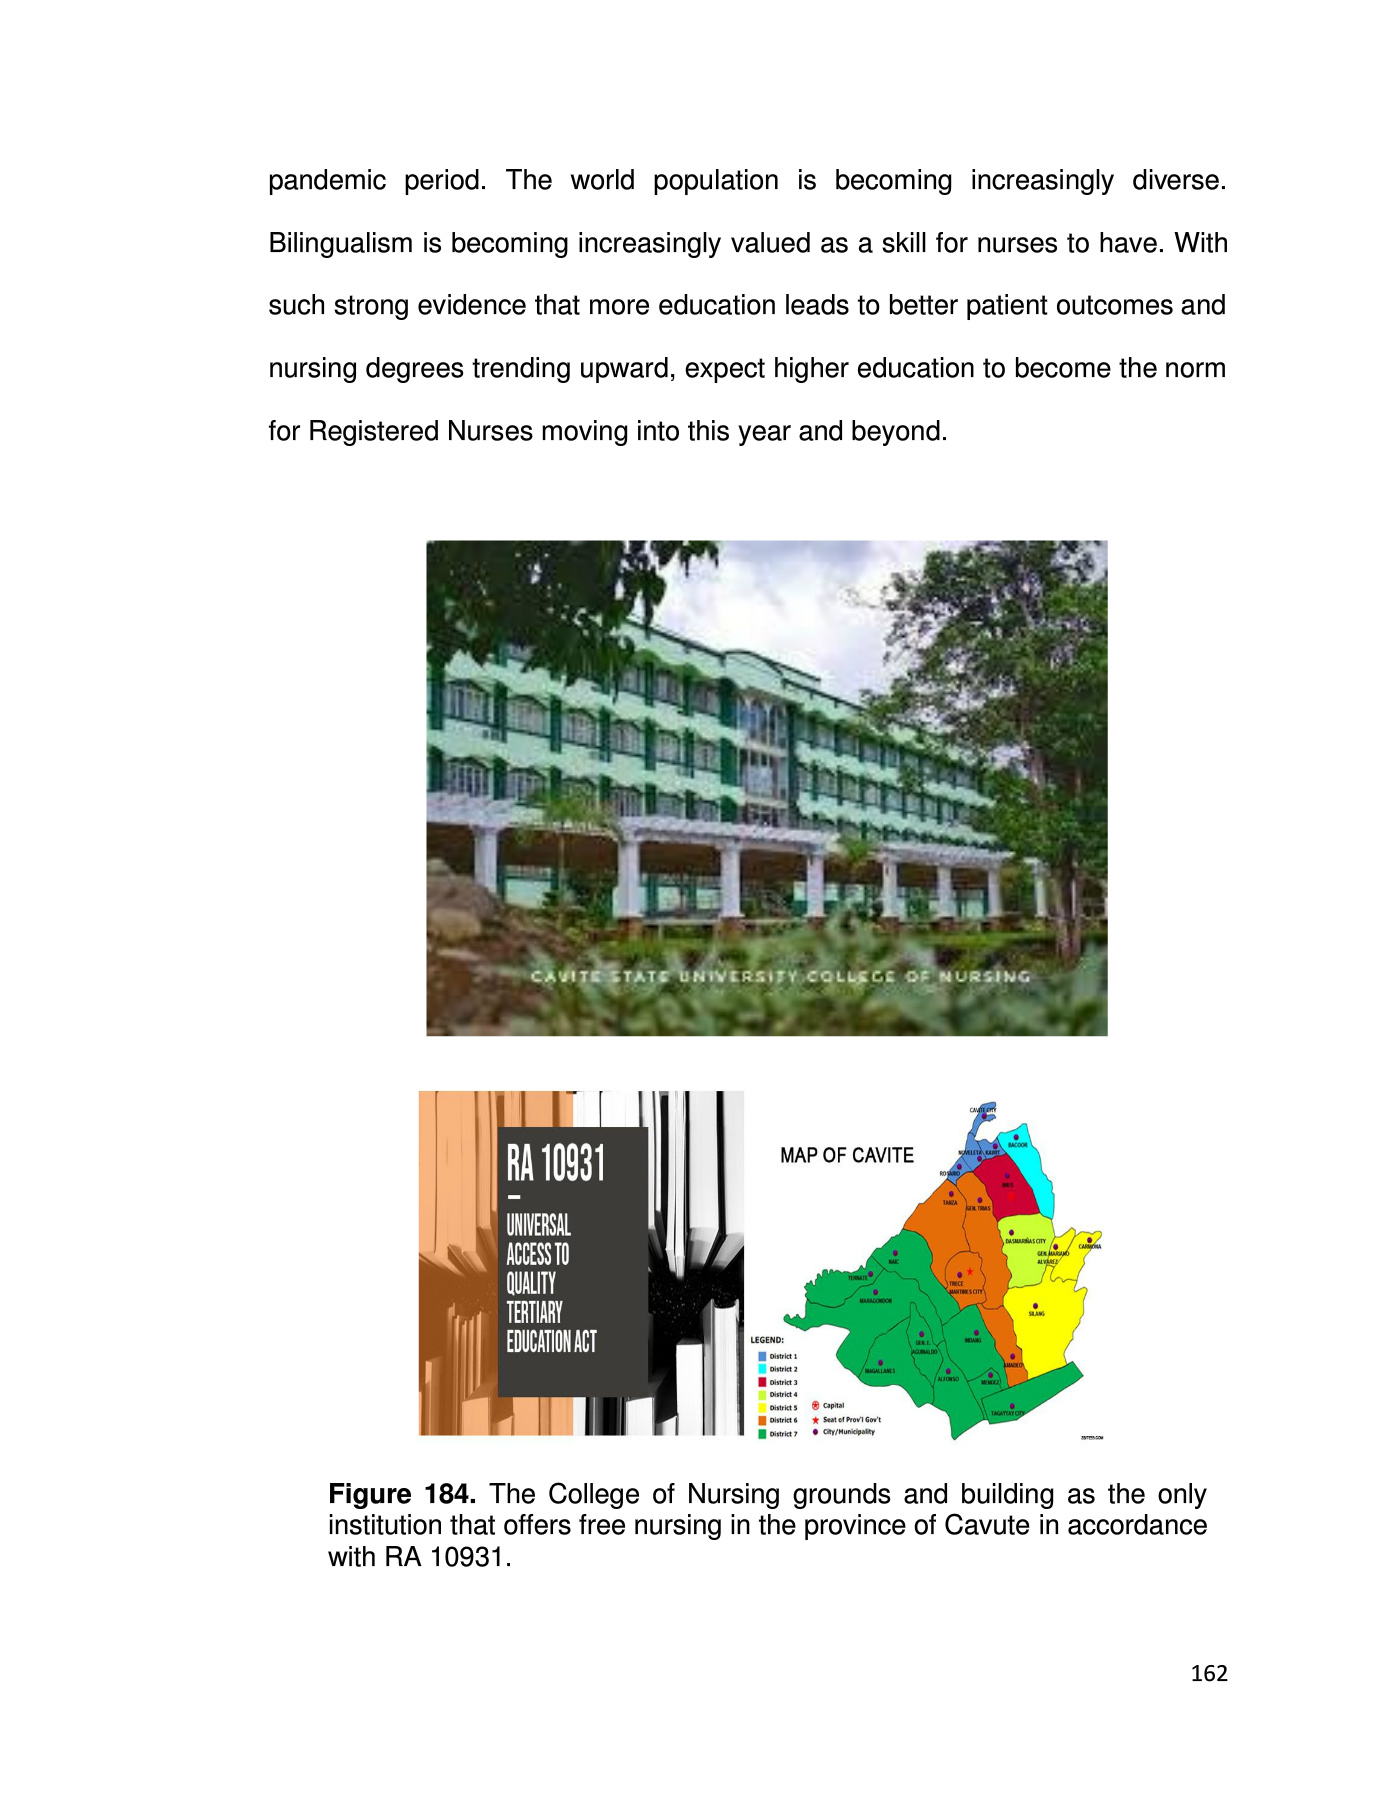 pandemic period. The world population is becoming increasingly diverse.
Bilingualism is becoming increasingly valued as a skill for nurses to have. With
such strong evidence that more education leads to better patient outcomes and
nursing degrees trending upward, expect higher education to become the norm
for Registered Nurses moving into this year and beyond.
CAVITE STATE UNIVERSITY COLLEGE OF NURSING
RA 10931
–
UNIVERSAL
ACCESS TO
QUALITY
TERTIARY
EDUCATION ACT
MAP OF CAVITE
CAVITE CITY
BACOOR
NOVELETA
KAWIT
ROSARIO
IMUS
TANZA
GEN. TRIAS
DASMARIÑAS CITY
CARMONA
GEN. MARIANO
ALVAREZ
NAIC
TERNATE
TRECE
MARTIRES CITY
MARAGONDON
SILANG
INDANG
GEN. E.
AGUINALDO
AMADEO
MAGALLANES
ALFONSO
MENDEZ
TAGAYTAY CITY
LEGEND:
District 1
District 2
District 3
District 4
District 5
District 6
District 7
Capital
Seat of Prov'l Gov't
City/Municipality
Figure 184. The College of Nursing grounds and building as the only
institution that offers free nursing in the province of Cavute in accordance
with RA 10931.
162